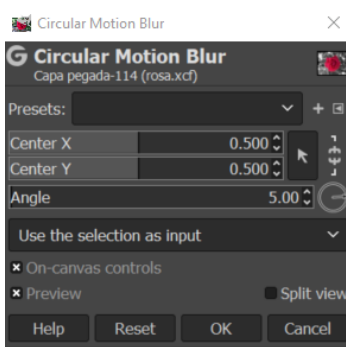 Circular Motion Blur
G Circular Motion Blur
Capa pegada-114 (rosa.xcf)
Presets:
Center X 0.500
Center Y 0.500
Angle 5.00
Use the selection as input
On-canvas controls
Preview Split view
Help Reset OK Cancel